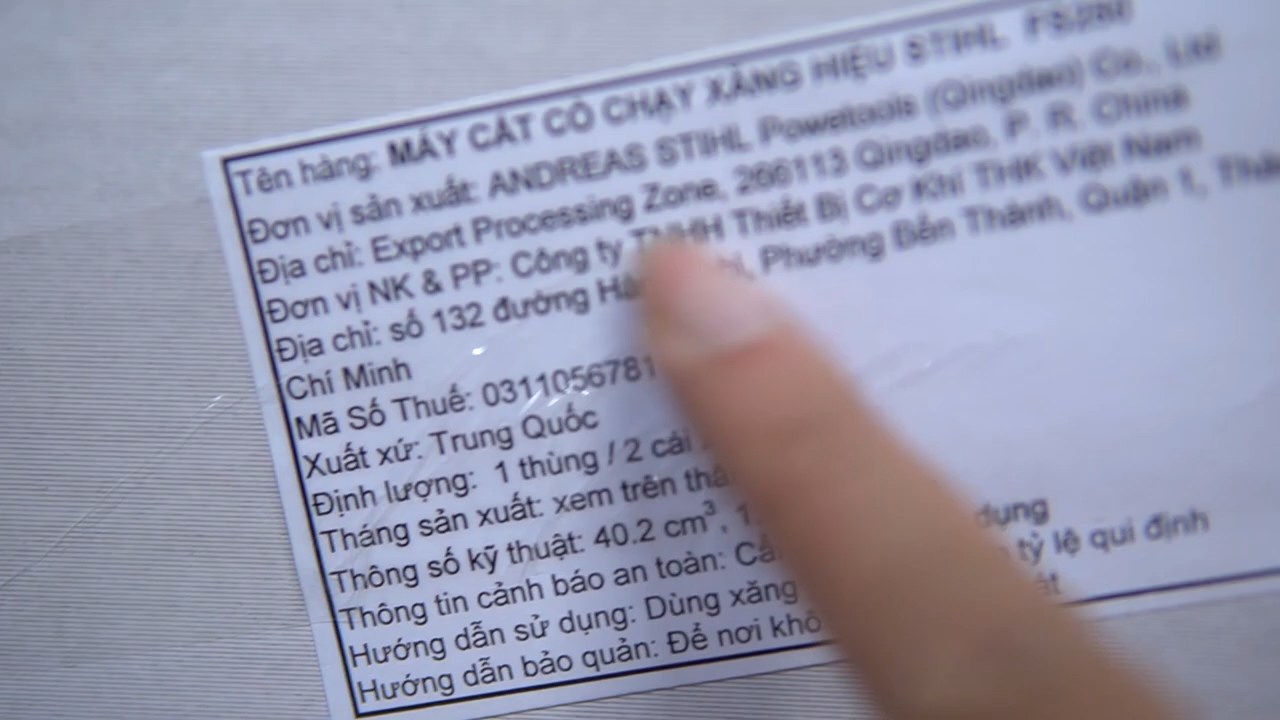 Tên hàng: MÁY CẮT CỎ CHẠY XĂNG HIỆU STIHL FS280
Đơn vị sản xuất: ANDREAS STIHL Powetools (Qingdao) Co., Ltd
Địa chỉ: Export Processing Zone, 266113 Qingdao, P. R. China
Đơn vị NK & PP: Công ty TNHH Thiết Bị Cơ Khí THK Việt Nam
Địa chỉ: số 132 đường Phường Bến Thành, Quận 1,
Chí Minh
Mã Số Thuế: 0311056781
Xuất xứ: Trung Quốc
Định lượng: 1 thùng / 2 cái
Tháng sản xuất: xem trên
Thông số kỹ thuật: 40.2 cm³,
Thông tin cảnh báo an toàn: dụng
Hướng dẫn sử dụng: Dùng xăng tỷ lệ qui định
Hướng dẫn bảo quản: Để nơi khô